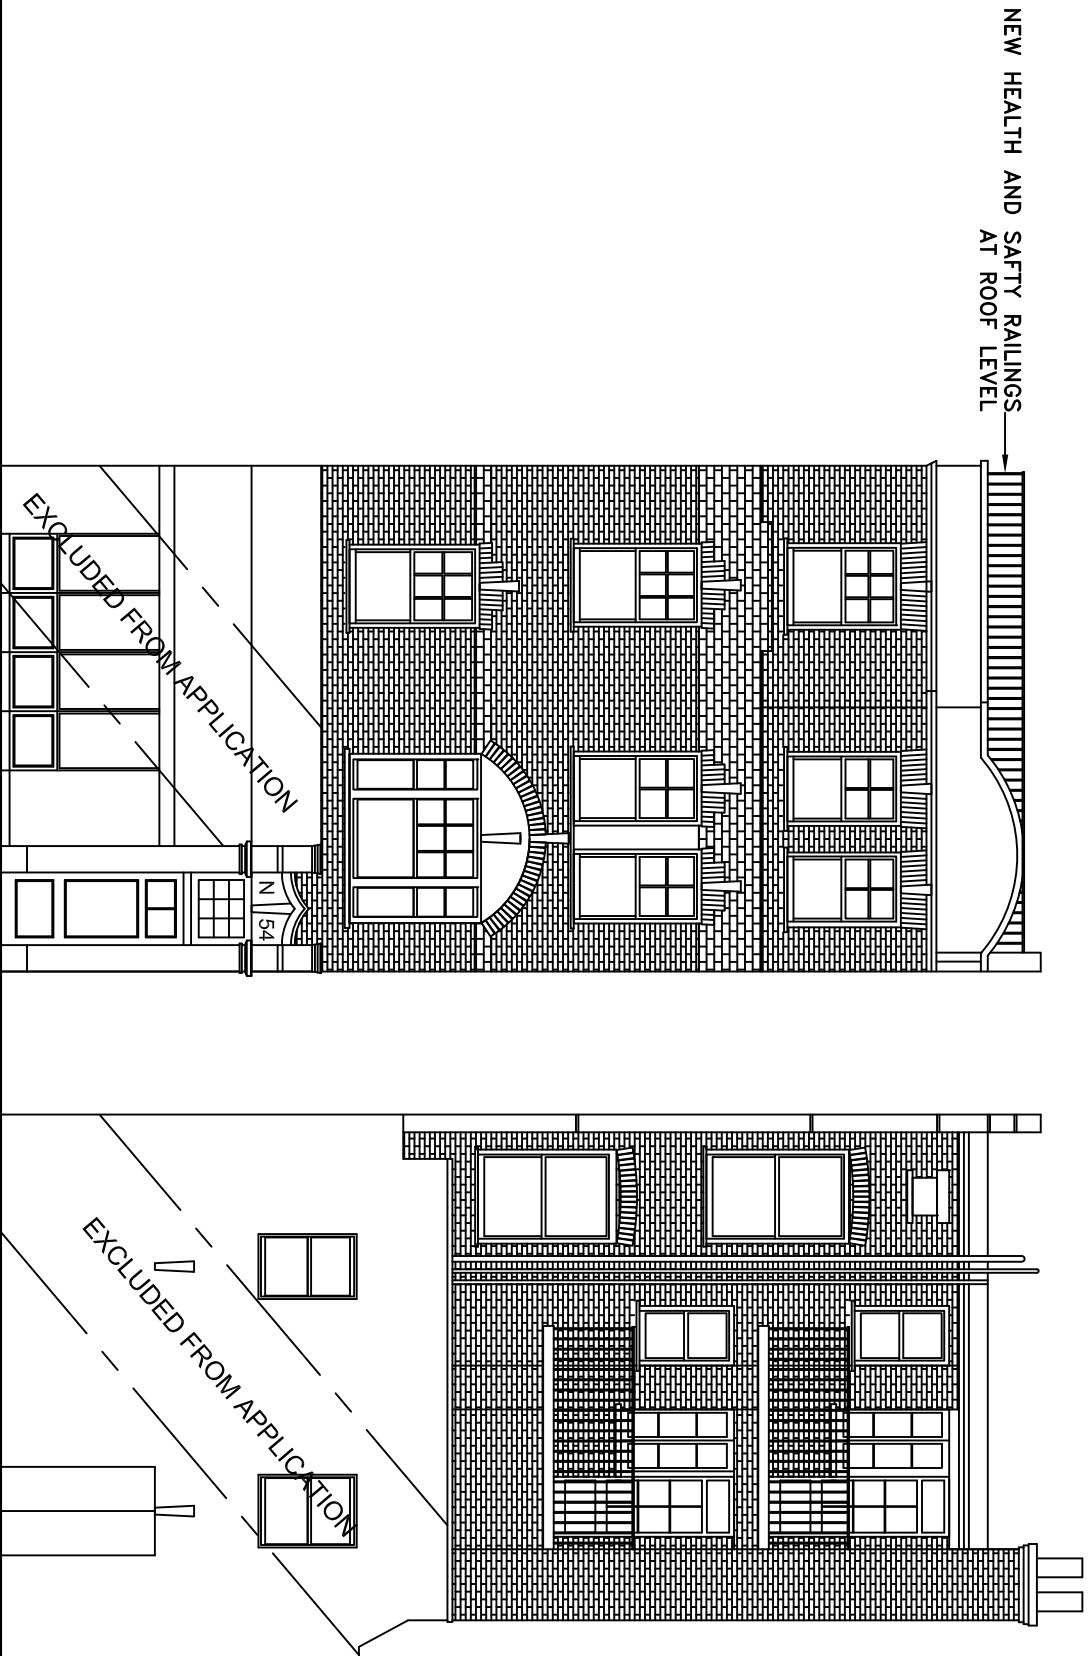 NEW HEALTH AND SAFTY RAILINGS
AT ROOF LEVEL
EXCLUDED FROM APPLICATION
N 54
EXCLUDED FROM APPLICATION